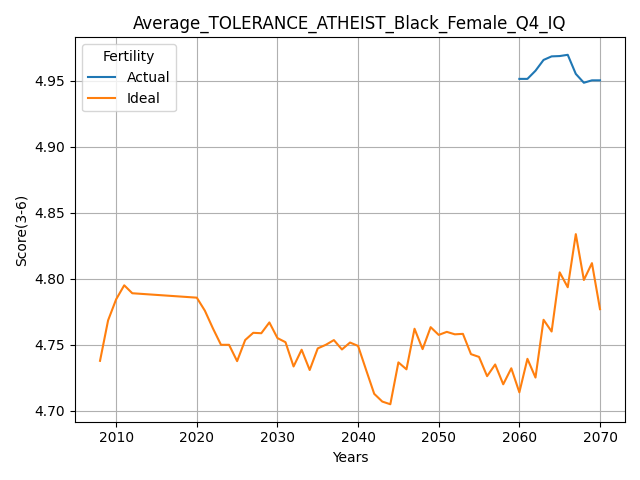 Average_TOLERANCE_ATHEIST_Black_Female_Q4_IQ
Fertility
Actual
Ideal
Score(3-6)
4.95
4.90
4.85
4.80
4.75
4.70
2010 2020 2030 2040 2050 2060 2070
Years